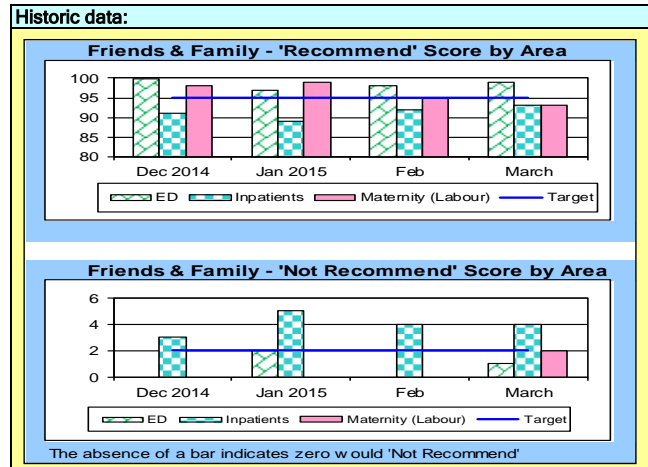 Historic data:
Friends & Family - 'Recommend' Score by Area
100
95
90
85
80
Dec 2014 Jan 2015 Feb March
ED Inpatients Maternity (Labour) Target
Friends & Family - 'Not Recommend' Score by Area
6
4
2
0
Dec 2014 Jan 2015 Feb March
ED Inpatients Maternity (Labour) Target
The absence of a bar indicates zero would 'Not Recommend'